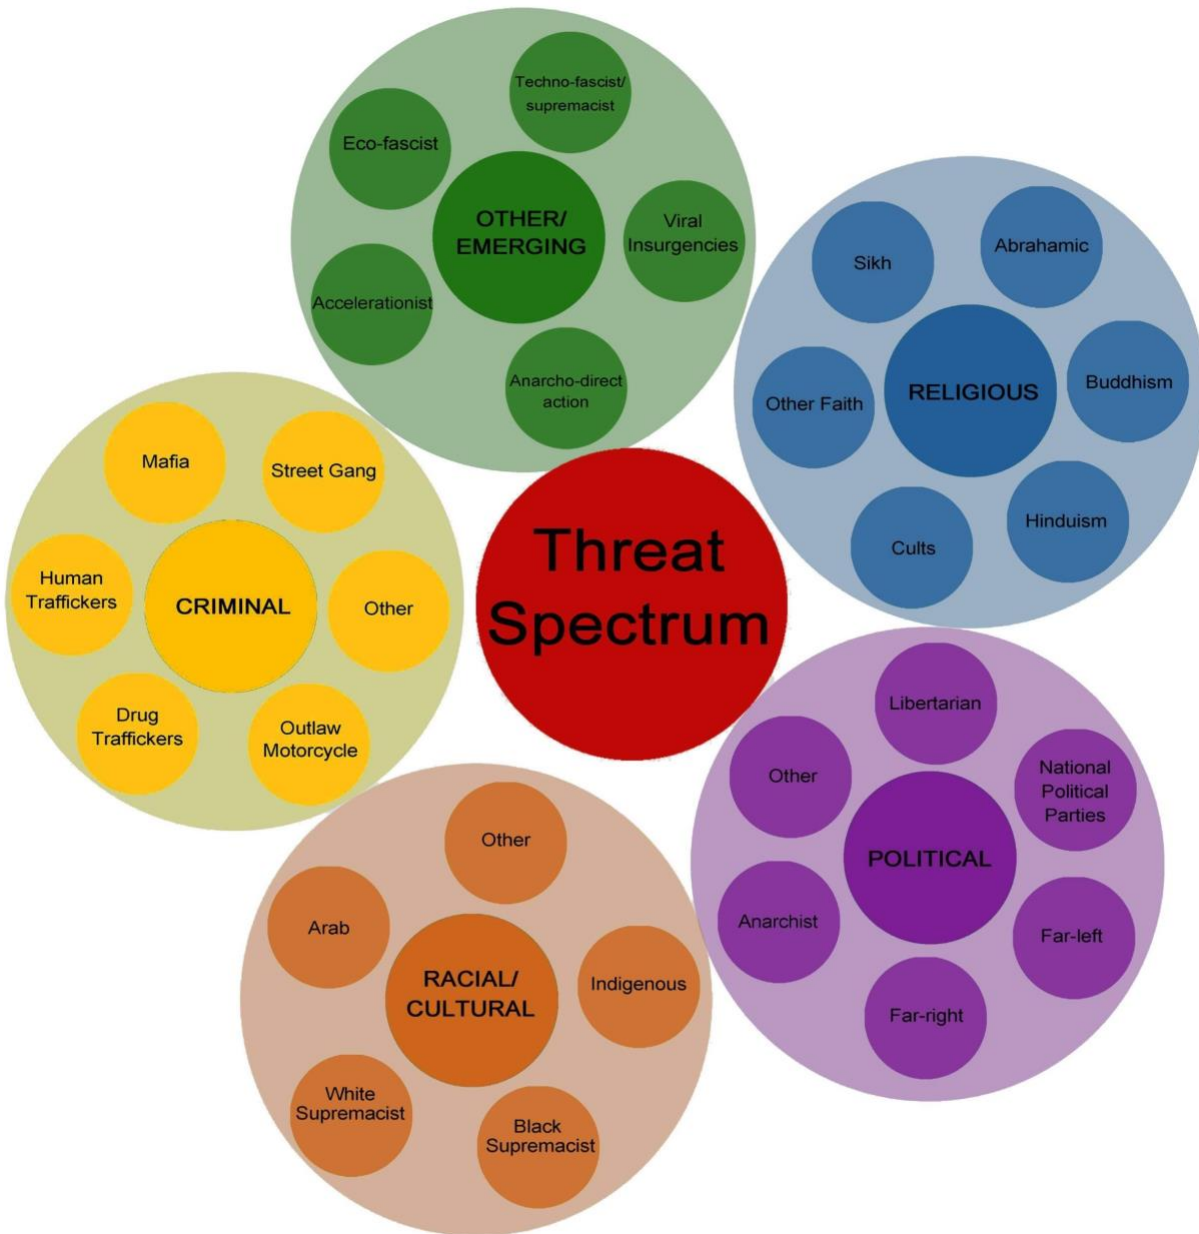 Techno-fascist/
supremacist
Eco-fascist
OTHER/
EMERGING
Viral
Insurgencies
Accelerationist
Anarcho-direct
action
Sikh
Abrahamic
Other Faith
RELIGIOUS
Buddhism
Cults
Hinduism
Mafia
Street Gang
Human
Traffickers
CRIMINAL
Other
Drug
Traffickers
Outlaw
Motorcycle
Threat
Spectrum
Libertarian
Other
National
Political
Parties
POLITICAL
Anarchist
Far-left
Far-right
Other
Arab
RACIAL/
CULTURAL
Indigenous
White
Supremacist
Black
Supremacist